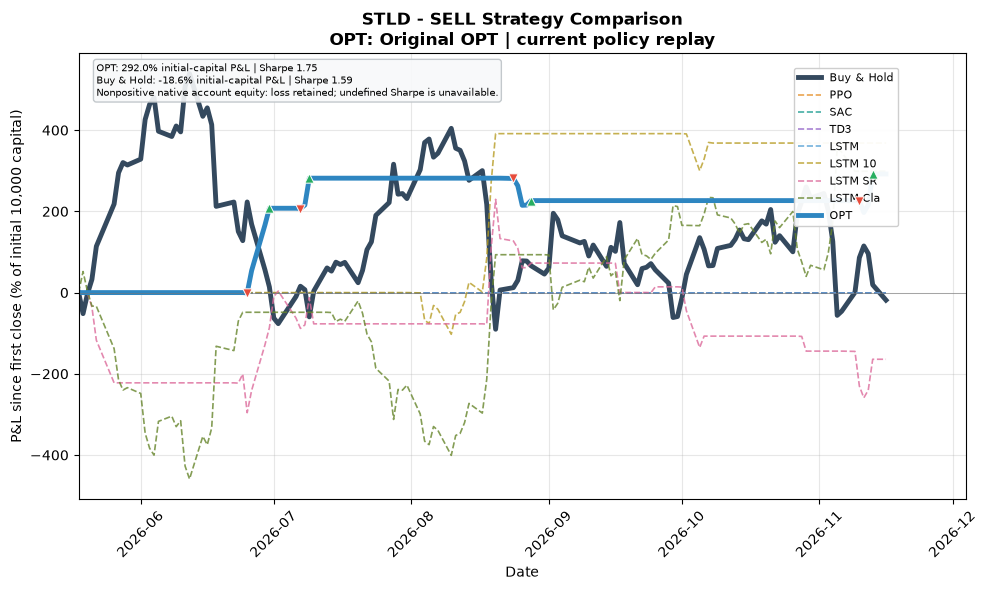 STLD - SELL Strategy Comparison
OPT: Original OPT | current policy replay
OPT: 292.0% initial-capital P&L | Sharpe 1.75
Buy & Hold: -18.6% initial-capital P&L | Sharpe 1.59
Nonpositive native account equity: loss retained; undefined Sharpe is unavailable.
Buy & Hold
PPO
SAC
TD3
LSTM
LSTM 10
LSTM SR
LSTM Cla
OPT
P&L since first close (% of initial 10,000 capital)
400
200
0
−200
−400
2026-06
2026-07
2026-08
2026-09
2026-10
2026-11
2026-12
Date